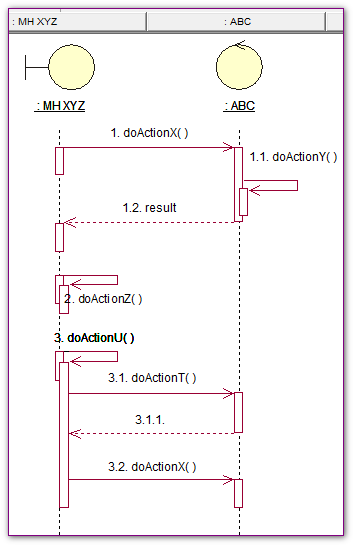 : MH XYZ
: ABC
: MH XYZ
: ABC
1. doActionX( )
1.1. doActionY( )
1.2. result
2. doActionZ( )
3. doActionU( )
3.1. doActionT( )
3.1.1.
3.2. doActionX( )